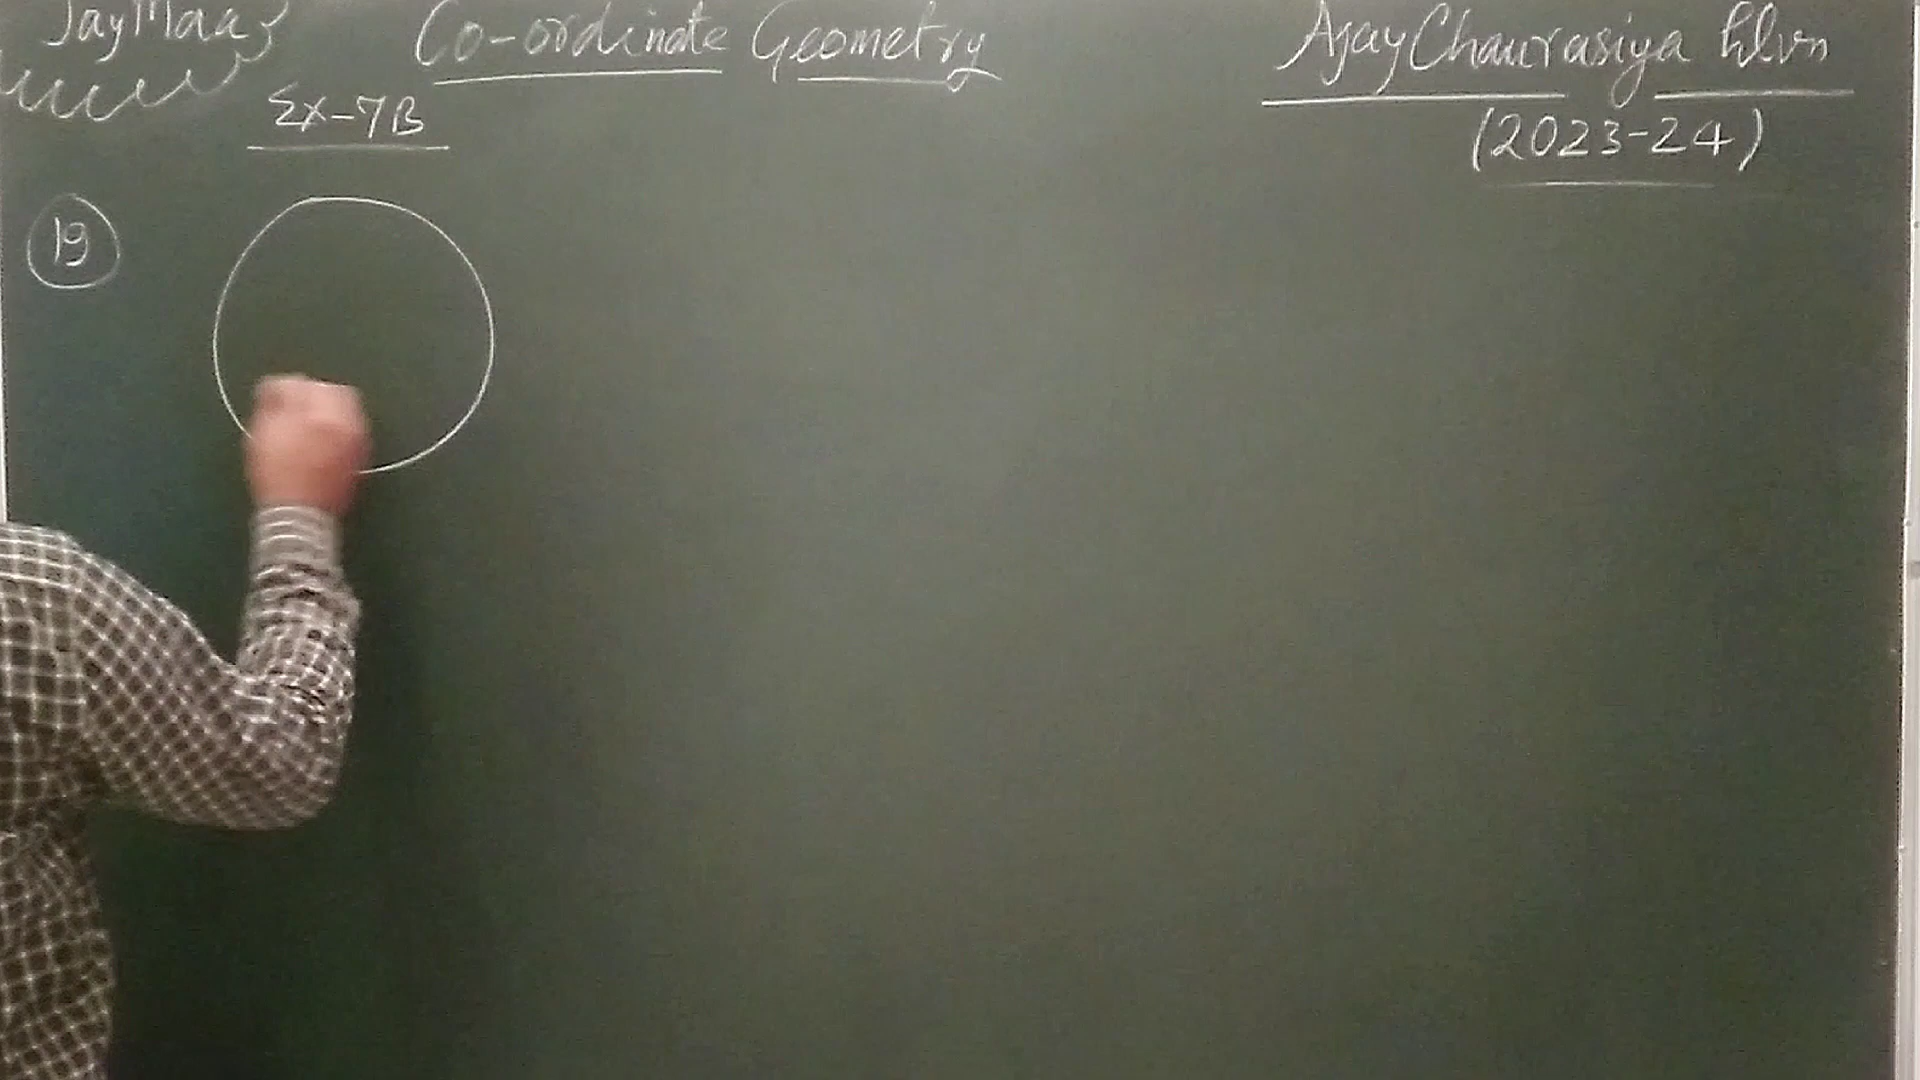 JayMaa}
Co-ordinate Geometry
Ajay Chaurasiya
(2023-24)
Ex-7B
19